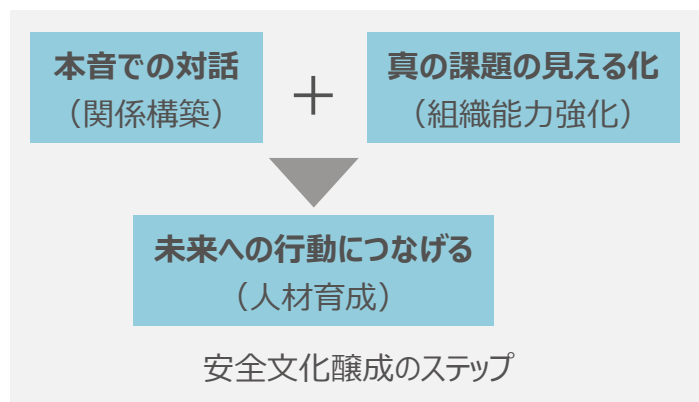 本音での対話
（関係構築）
＋
真の課題の見える化
（組織能力強化）
未来への行動につなげる
（人材育成）
安全文化醸成のステップ